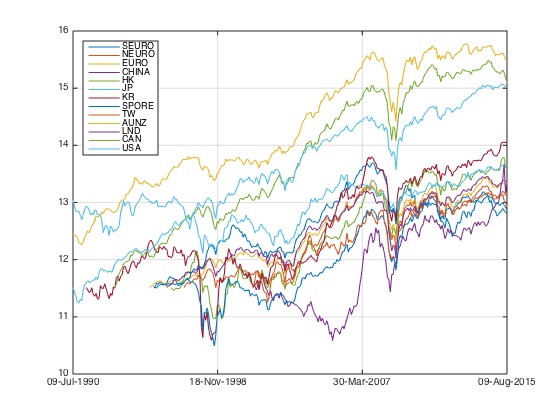 16
15
14
13
12
11
10
SEURO
NEURO
EURO
CHINA
HK
JP
KR
SPORE
TW
AUNZ
LND
CAN
USA
09-Jul-1990
18-Nov-1998
30-Mar-2007
09-Aug-2015